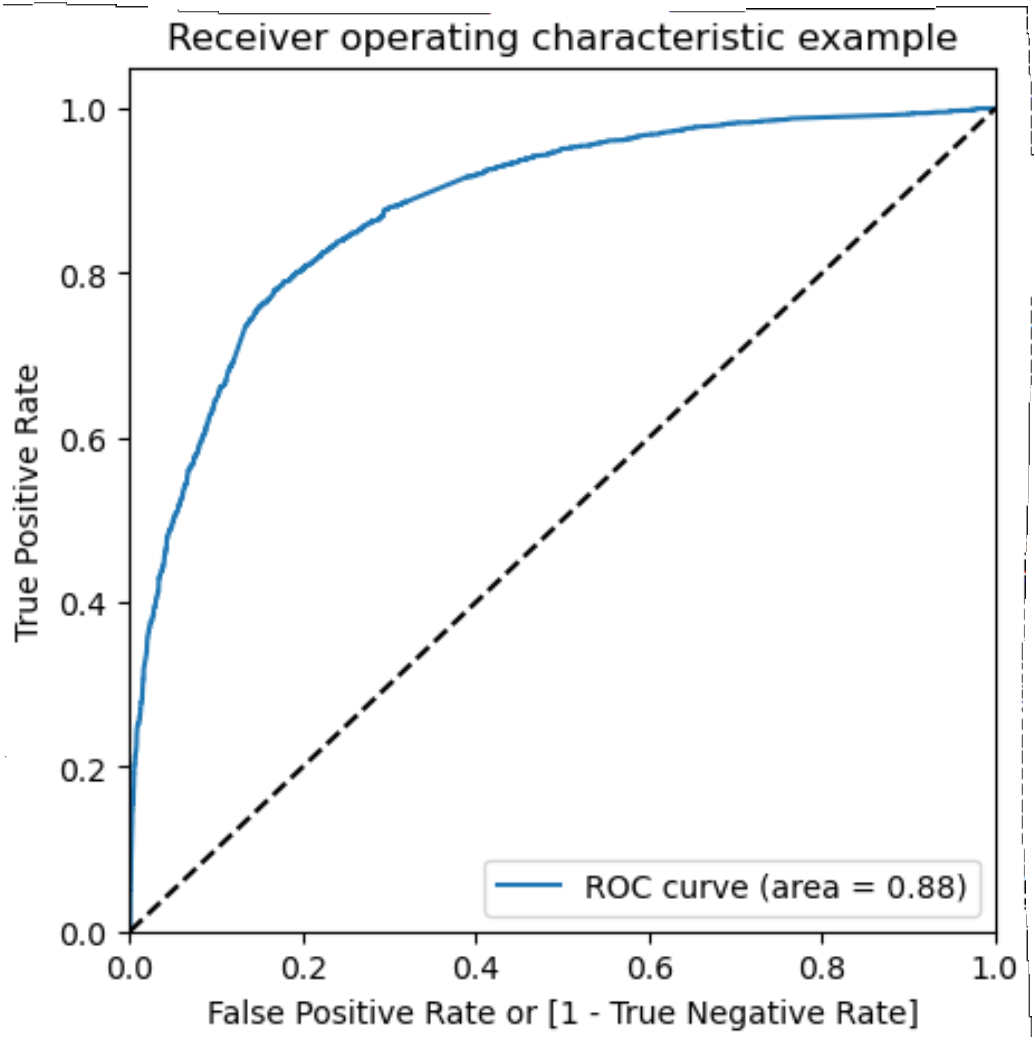 Receiver operating characteristic example
1.0
0.8
0.6
0.4
0.2
0.0
True Positive Rate
ROC curve (area = 0.88)
0.0 0.2 0.4 0.6 0.8 1.0
False Positive Rate or [1 - True Negative Rate]